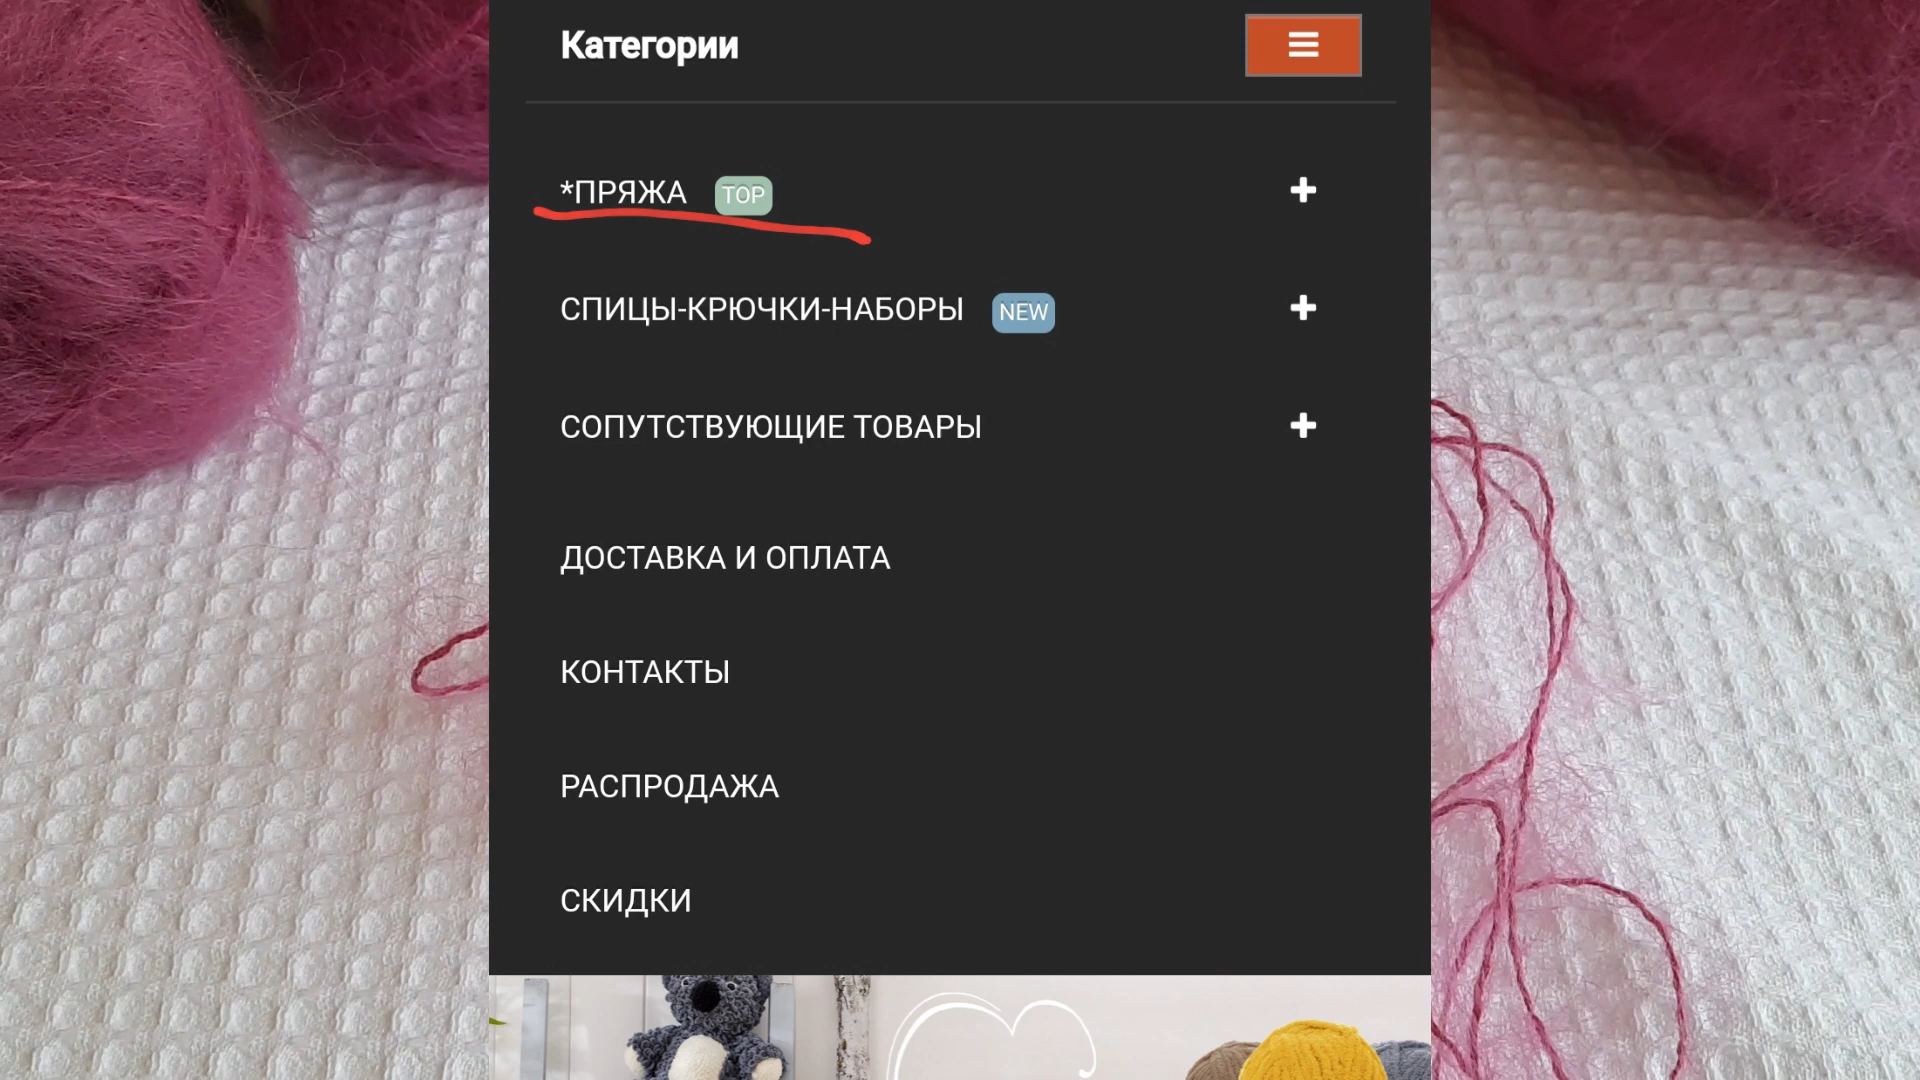 Категории
*ПРЯЖА TOP
СПИЦЫ-КРЮЧКИ-НАБОРЫ NEW
СОПУТСТВУЮЩИЕ ТОВАРЫ
ДОСТАВКА И ОПЛАТА
КОНТАКТЫ
РАСПРОДАЖА
СКИДКИ